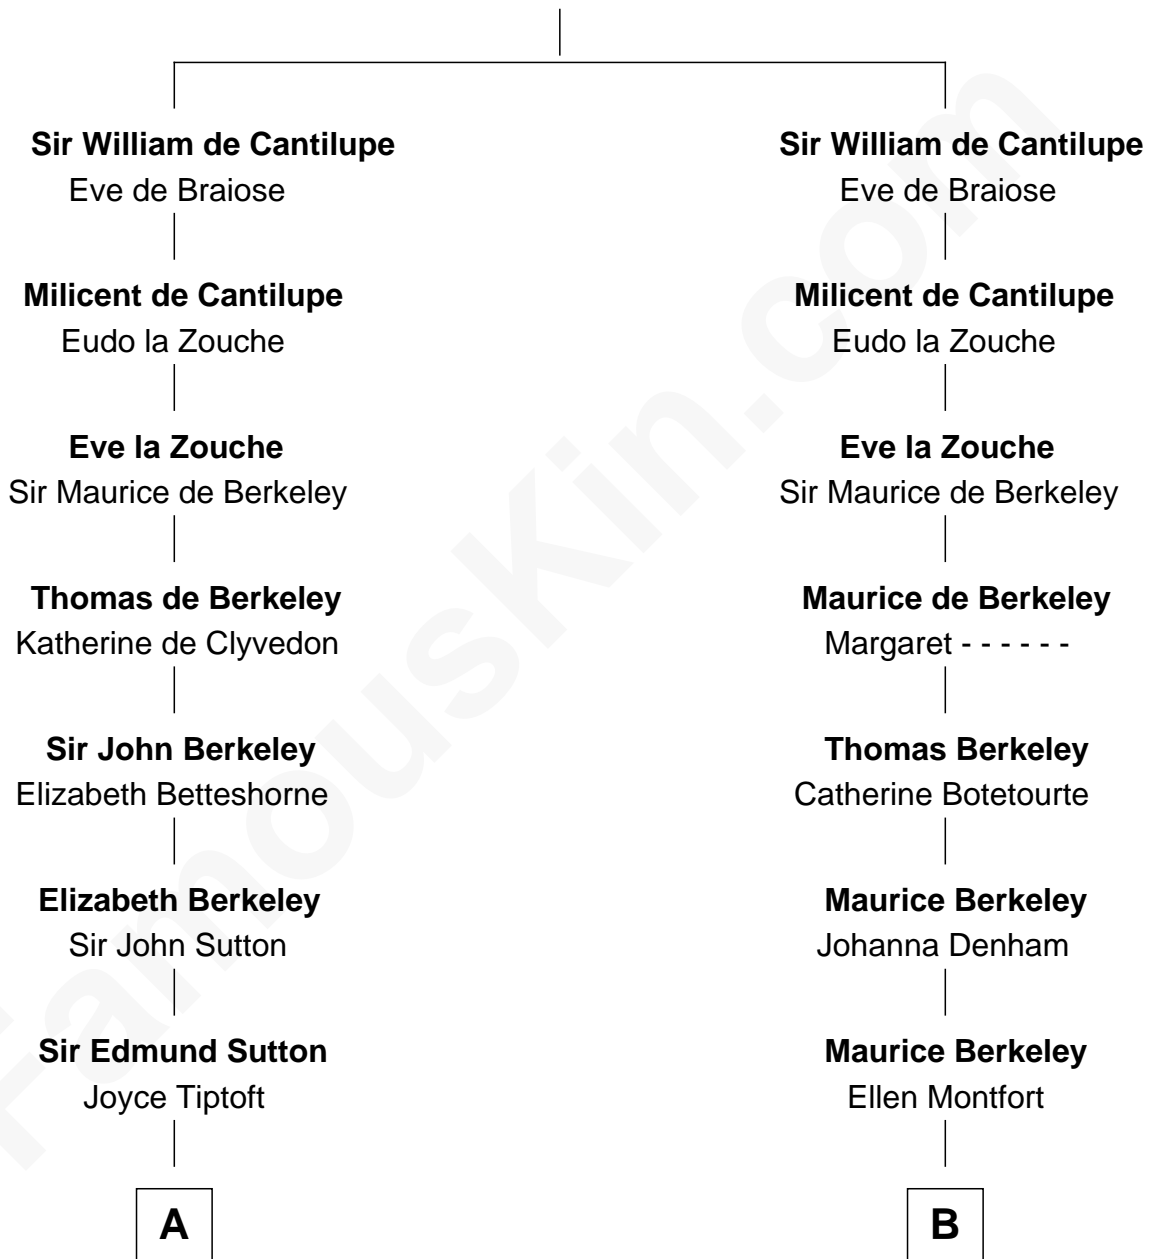 Sir William de Cantilupe
Eve de Braiose
Milicent de Cantilupe
Eudo la Zouche
Eve la Zouche
Sir Maurice de Berkeley
Thomas de Berkeley
Katherine de Clyvedon
Sir John Berkeley
Elizabeth Betteshorne
Elizabeth Berkeley
Sir John Sutton
Sir Edmund Sutton
Joyce Tiptoft
A
Sir William de Cantilupe
Eve de Braiose
Milicent de Cantilupe
Eudo la Zouche
Eve la Zouche
Sir Maurice de Berkeley
Maurice de Berkeley
Margaret - - - - - -
Thomas Berkeley
Catherine Botetourte
Maurice Berkeley
Johanna Denham
Maurice Berkeley
Ellen Montfort
B
FamousKin.com